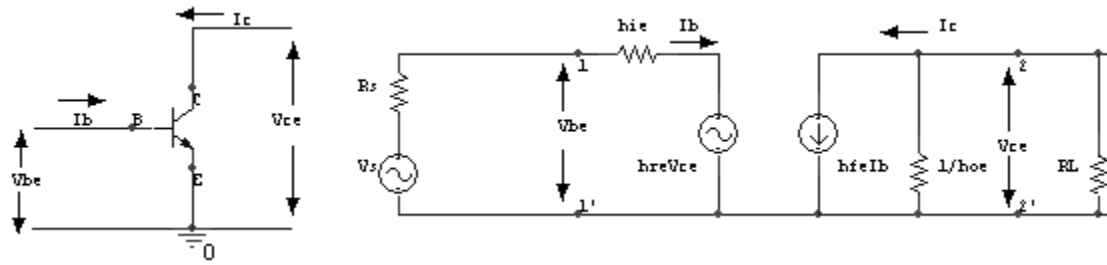 Ic
C
Ib
B
Vbe
Vce
E
0
hie
Ib
Ic
1
2
Rs
Vbe
Vce
Vs
hreVce
hfeIb
1/hoe
RL
1'
2'